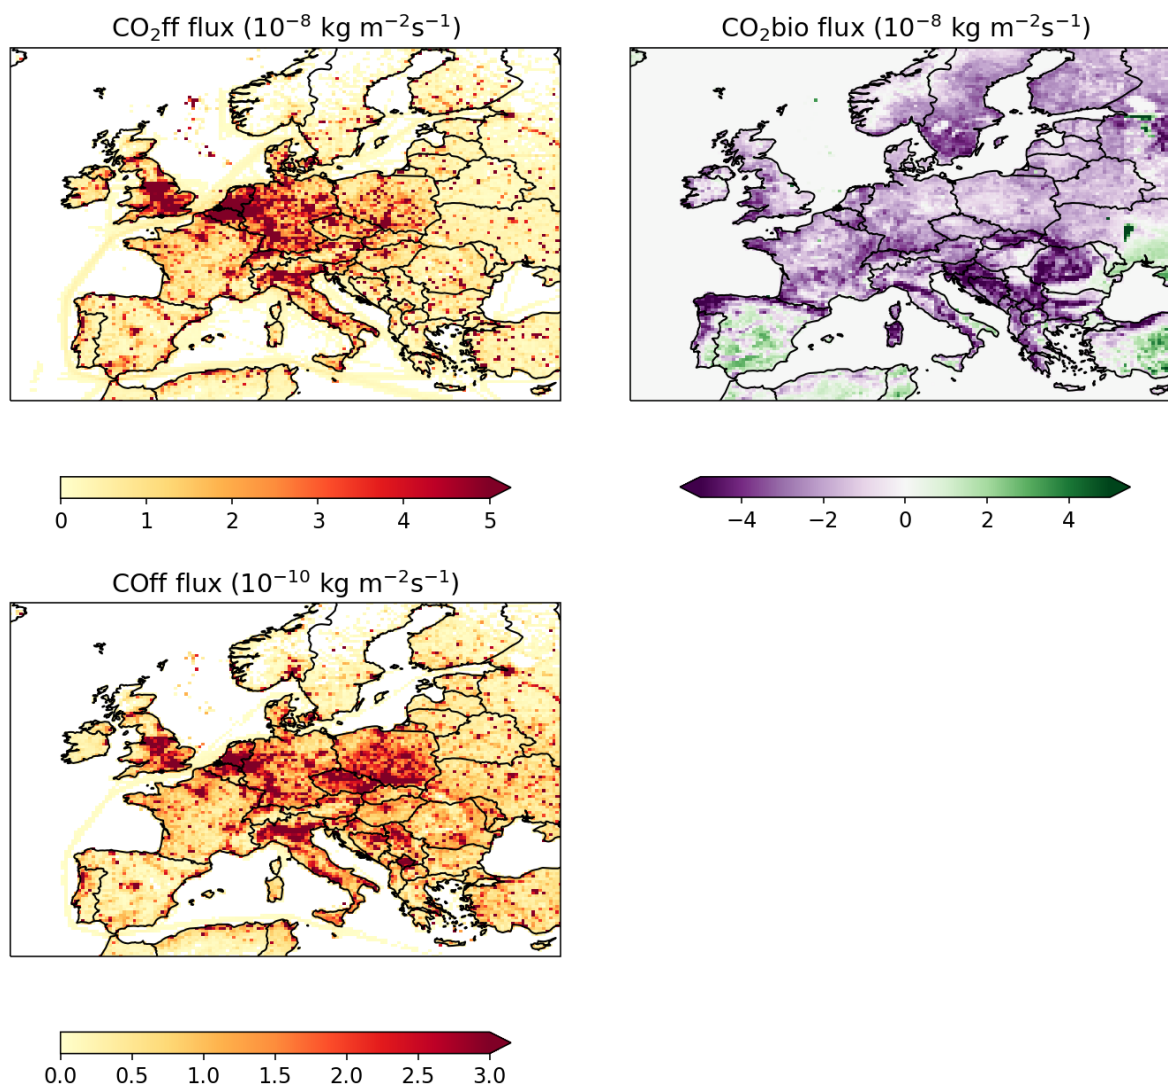 CO₂ff flux (10⁻⁸ kg m⁻²s⁻¹)
CO₂bio flux (10⁻⁸ kg m⁻²s⁻¹)
0 1 2 3 4 5
−4 −2 0 2 4
COff flux (10⁻¹⁰ kg m⁻²s⁻¹)
0.0 0.5 1.0 1.5 2.0 2.5 3.0